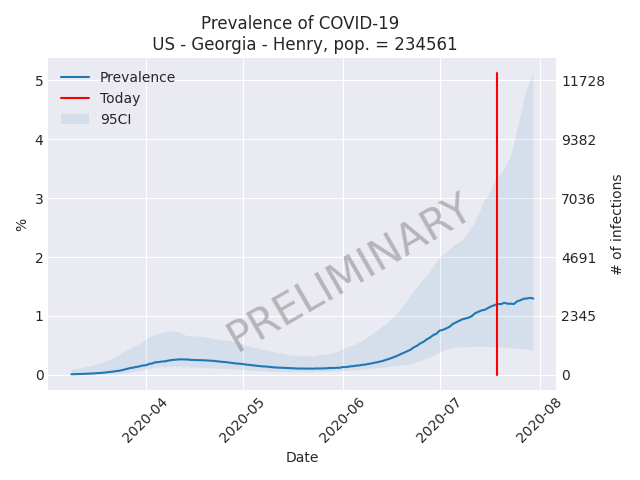 Prevalence of COVID-19
US - Georgia - Henry, pop. = 234561
Prevalence
Today
95CI
5
4
3
2
1
0
%
11728
9382
7036
4691
2345
0
# of infections
PRELIMINARY
2020-04
2020-05
2020-06
2020-07
2020-08
Date